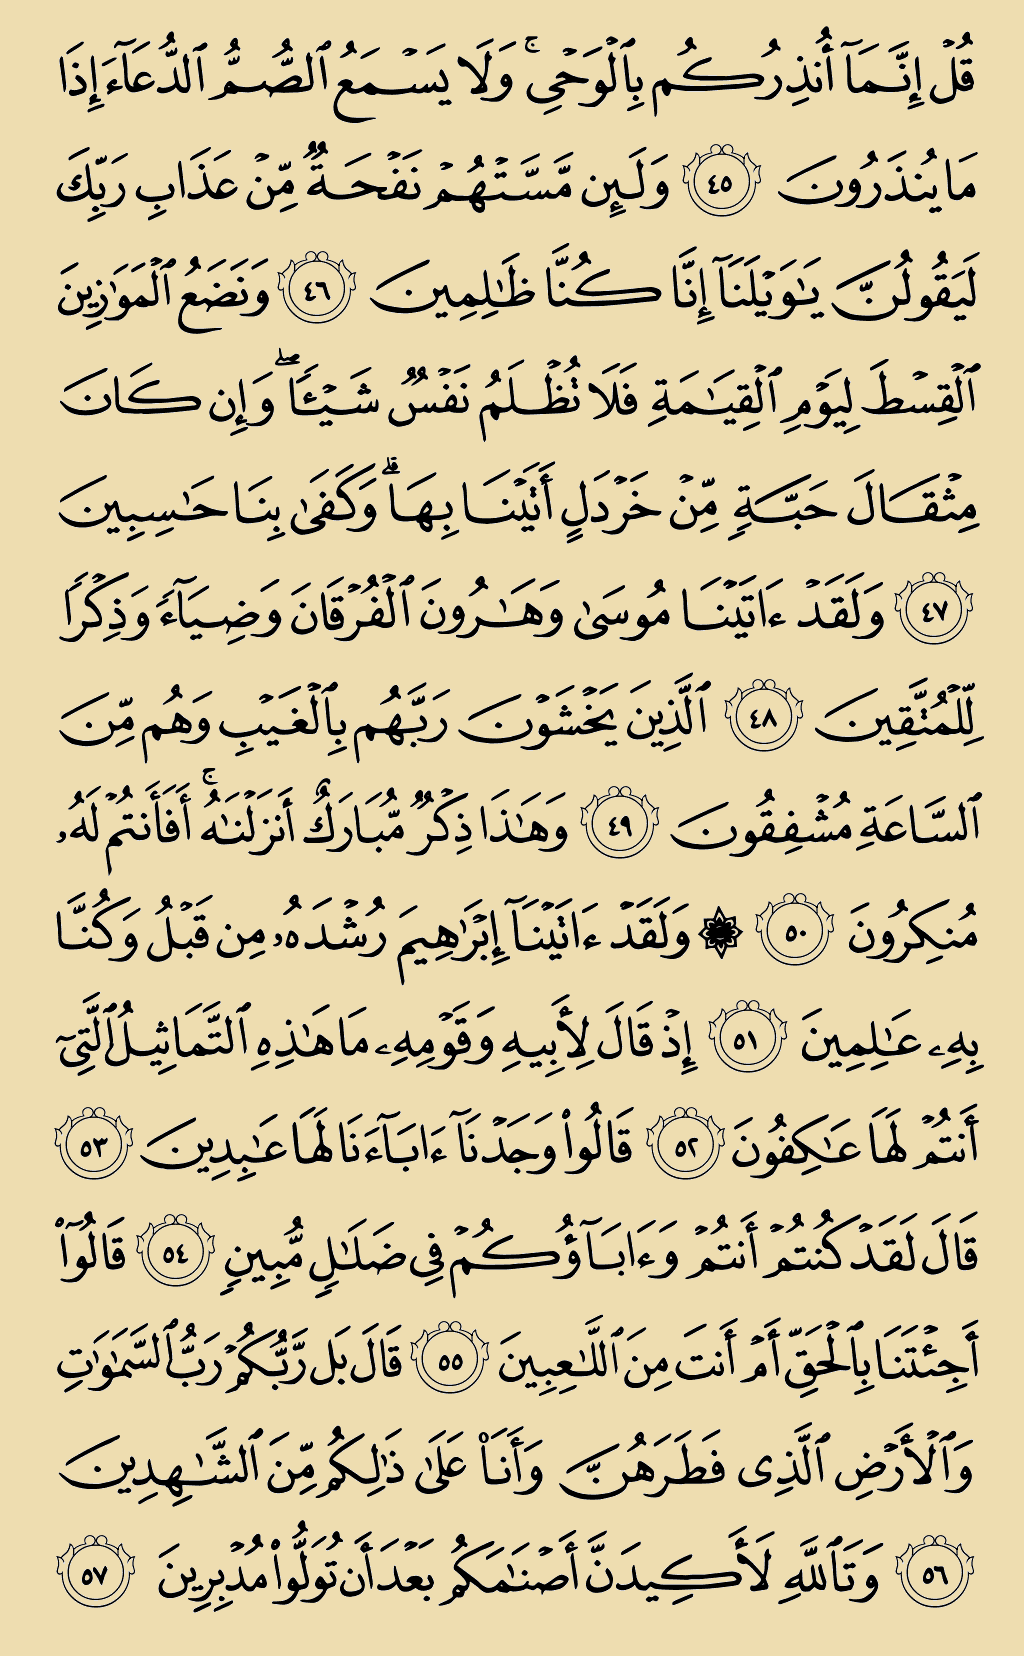 قُلۡ إِنَّمَآ أُنذِرُكُم بِٱلۡوَحۡيِۚ وَلَا يَسۡمَعُ ٱلصُّمُّ ٱلدُّعَآءَ إِذَا
مَا يُنذَرُونَ ٤٥ وَلَئِن مَّسَّتۡهُمۡ نَفۡحَةٞ مِّنۡ عَذَابِ رَبِّكَ
لَيَقُولُنَّ يَٰوَيۡلَنَآ إِنَّا كُنَّا ظَٰلِمِينَ ٤٦ وَنَضَعُ ٱلۡمَوَٰزِينَ
ٱلۡقِسۡطَ لِيَوۡمِ ٱلۡقِيَٰمَةِ فَلَا تُظۡلَمُ نَفۡسٞ شَيۡـٔٗاۖ وَإِن كَانَ
مِثۡقَالَ حَبَّةٖ مِّنۡ خَرۡدَلٍ أَتَيۡنَا بِهَاۗ وَكَفَىٰ بِنَا حَٰسِبِينَ
٤٧ وَلَقَدۡ ءَاتَيۡنَا مُوسَىٰ وَهَٰرُونَ ٱلۡفُرۡقَانَ وَضِيَآءٗ وَذِكۡرٗا
لِّلۡمُتَّقِينَ ٤٨ ٱلَّذِينَ يَخۡشَوۡنَ رَبَّهُم بِٱلۡغَيۡبِ وَهُم مِّنَ
ٱلسَّاعَةِ مُشۡفِقُونَ ٤٩ وَهَٰذَا ذِكۡرٞ مُّبَارَكٌ أَنزَلۡنَٰهُۚ أَفَأَنتُمۡ لَهُۥ
مُنكِرُونَ ٥٠ ۞ وَلَقَدۡ ءَاتَيۡنَآ إِبۡرَٰهِيمَ رُشۡدَهُۥ مِن قَبۡلُ وَكُنَّا
بِهِۦ عَٰلِمِينَ ٥١ إِذۡ قَالَ لِأَبِيهِ وَقَوۡمِهِۦ مَا هَٰذِهِ ٱلتَّمَاثِيلُ ٱلَّتِيٓ
أَنتُمۡ لَهَا عَٰكِفُونَ ٥٢ قَالُواْ وَجَدۡنَآ ءَابَآءَنَا لَهَا عَٰبِدِينَ ٥٣
قَالَ لَقَدۡ كُنتُمۡ أَنتُمۡ وَءَابَآؤُكُمۡ فِي ضَلَٰلٖ مُّبِينٖ ٥٤ قَالُوٓاْ
أَجِئۡتَنَا بِٱلۡحَقِّ أَمۡ أَنتَ مِنَ ٱللَّٰعِبِينَ ٥٥ قَالَ بَل رَّبُّكُمۡ رَبُّ ٱلسَّمَٰوَٰتِ
وَٱلۡأَرۡضِ ٱلَّذِي فَطَرَهُنَّ وَأَنَا۠ عَلَىٰ ذَٰلِكُم مِّنَ ٱلشَّٰهِدِينَ
٥٦ وَتَٱللَّهِ لَأَكِيدَنَّ أَصۡنَٰمَكُم بَعۡدَ أَن تُوَلُّواْ مُدۡبِرِينَ ٥٧